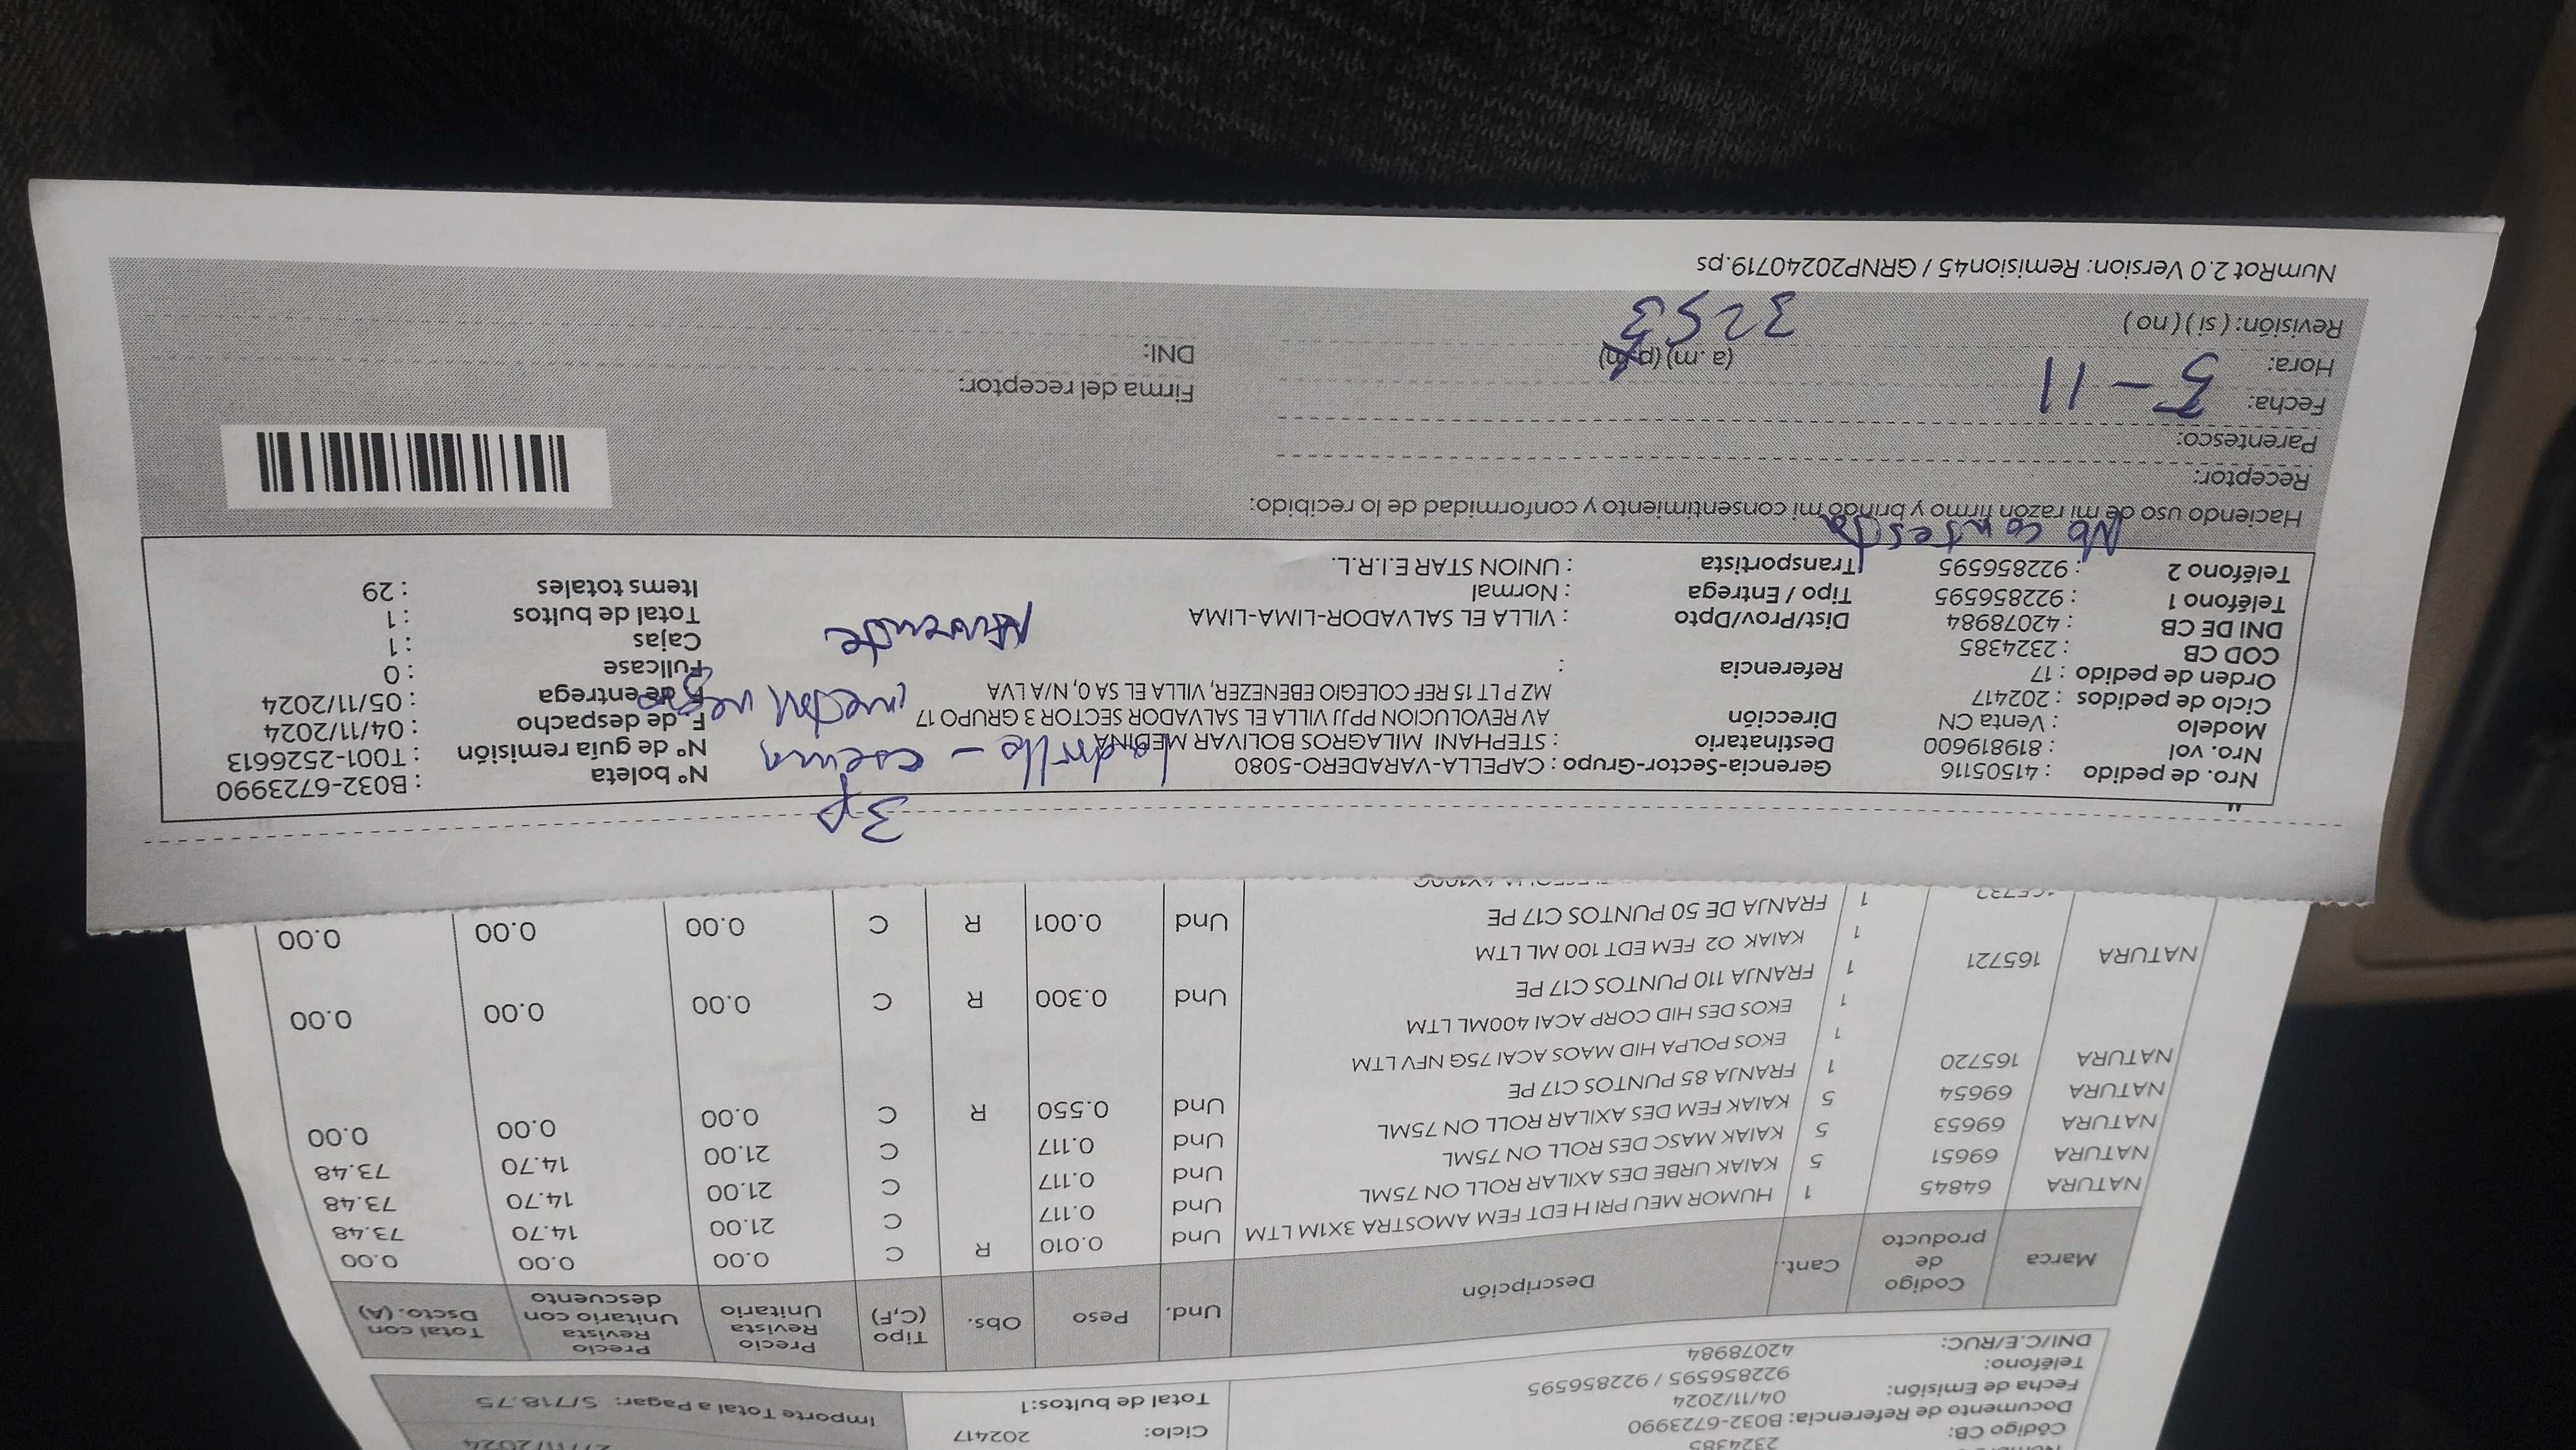 Código CB: 2324385
Documento de Referencia: B032-6723990
Fecha de Emisión: 04/11/2024
Teléfono: 922856595 / 922856595
DNI/C.E/RUC: 42078984
Ciclo: 202417
Total de bultos:1
Importe Total a Pagar: S/718.75
Marca Codigo de producto Cant. Descripción Und. Peso Obs. Tipo (C,F) Precio Revista Unitario Precio Revista Unitario con descuento Total con Dscto. (A)
NATURA 64845 1 HUMOR MEU PRI H EDT FEM AMOSTRA 3X1M LTM Und 0.010 R C 0.00 0.00 0.00
NATURA 69651 5 KAIAK URBE DES AXILAR ROLL ON 75ML Und 0.117 C 21.00 14.70 73.48
NATURA 69653 5 KAIAK MASC DES ROLL ON 75ML Und 0.117 C 21.00 14.70 73.48
NATURA 69654 5 KAIAK FEM DES AXILAR ROLL ON 75ML Und 0.117 C 21.00 14.70 73.48
NATURA 165720 1 FRANJA 85 PUNTOS C17 PE Und 0.550 R C 0.00 0.00 0.00
1 EKOS POLPA HID MAOS ACAI 75G NFV LTM
1 EKOS DES HID CORP ACAI 400ML LTM
NATURA 165721 1 FRANJA 110 PUNTOS C17 PE Und 0.300 R C 0.00 0.00 0.00
1 KAIAK O2 FEM EDT 100 ML LTM
1 FRANJA DE 50 PUNTOS C17 PE Und 0.001 R C 0.00 0.00 0.00
3p
Nro. de pedido : 41505116 Gerencia-Sector-Grupo : CAPELLA-VARADERO-5080 N° boleta : B032-6723990
Nro. vol : 819819600 Destinatario : STEPHANI MILAGROS BOLIVAR MEDINA N° de guía remisión : T001-2526613
Ladrillo -
Modelo : Venta CN Dirección AV REVOLUCION PPJJ VILLA EL SALVADOR SECTOR 3 GRUPO 17 F. de despacho : 04/11/2024
Ciclo de pedidos : 202417 MZ P LT 15 REF COLEGIO EBENEZER, VILLA EL SA 0, N/A LVA F. de entrega : 05/11/2024
Orden de pedido : 17 Referencia : Fullcase : 0
COD CB : 2324385 Cajas : 1
DNI DE CB : 42078984 Dist/Prov/Dpto : VILLA EL SALVADOR-LIMA-LIMA Total de bultos : 1
Teléfono 1 : 922856595 Tipo / Entrega : Normal Items totales : 29
Teléfono 2 : 922856595 Transportista : UNION STAR E.I.R.L.
No contesta
Haciendo uso de mi razón firmo y brindo mi consentimiento y conformidad de lo recibido:
Receptor:
Parentesco:
Fecha: 5-11 Firma del receptor:
Hora: (a.m) (p.m) DNI:
Revisión: ( si ) ( no )
3253
NumRot 2.0 Version: Remision45 / GRNP20240719.ps